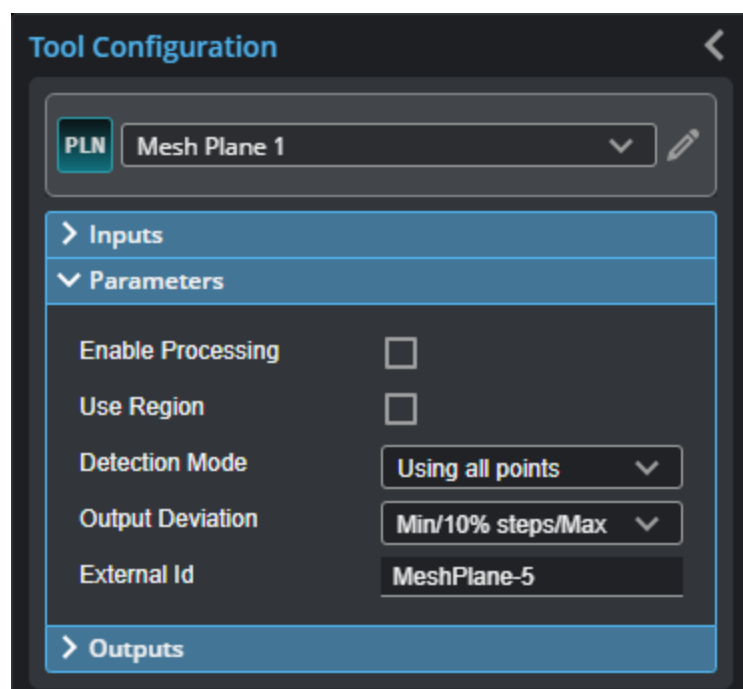 Tool Configuration
PLN Mesh Plane 1
Inputs
Parameters
Enable Processing
Use Region
Detection Mode Using all points
Output Deviation Min/10% steps/Max
External Id MeshPlane-5
Outputs